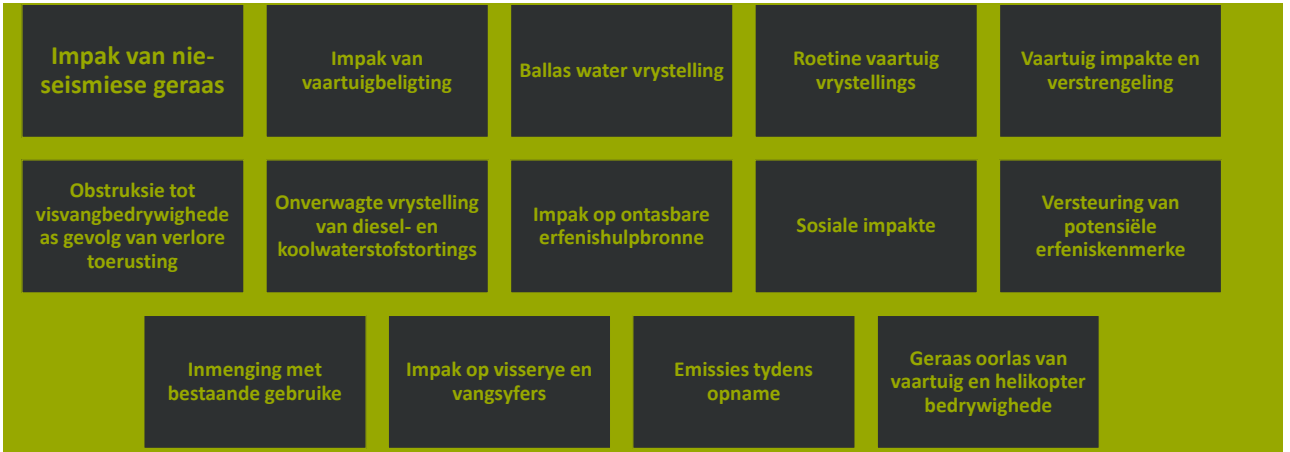 Impak van nie-
seismiese geraas
Impak van
vaartuigbeligting
Ballas water vrystelling
Roetine vaartuig
vrystellings
Vaartuig impakte en
verstrengeling
Obstruksie tot
visvangbedrywighede
as gevolg van verlore
toerusting
Onverwagte vrystelling
van diesel- en
koolwaterstofstortings
Impak op ontasbare
erfenishulpbronne
Sosiale impakte
Versteuring van
potensiële
erfeniskenmerke
Inmenging met
bestaande gebruike
Impak op visserye en
vangsyfers
Emissies tydens
opname
Geraas oorlas van
vaartuig en helikopter
bedrywighede